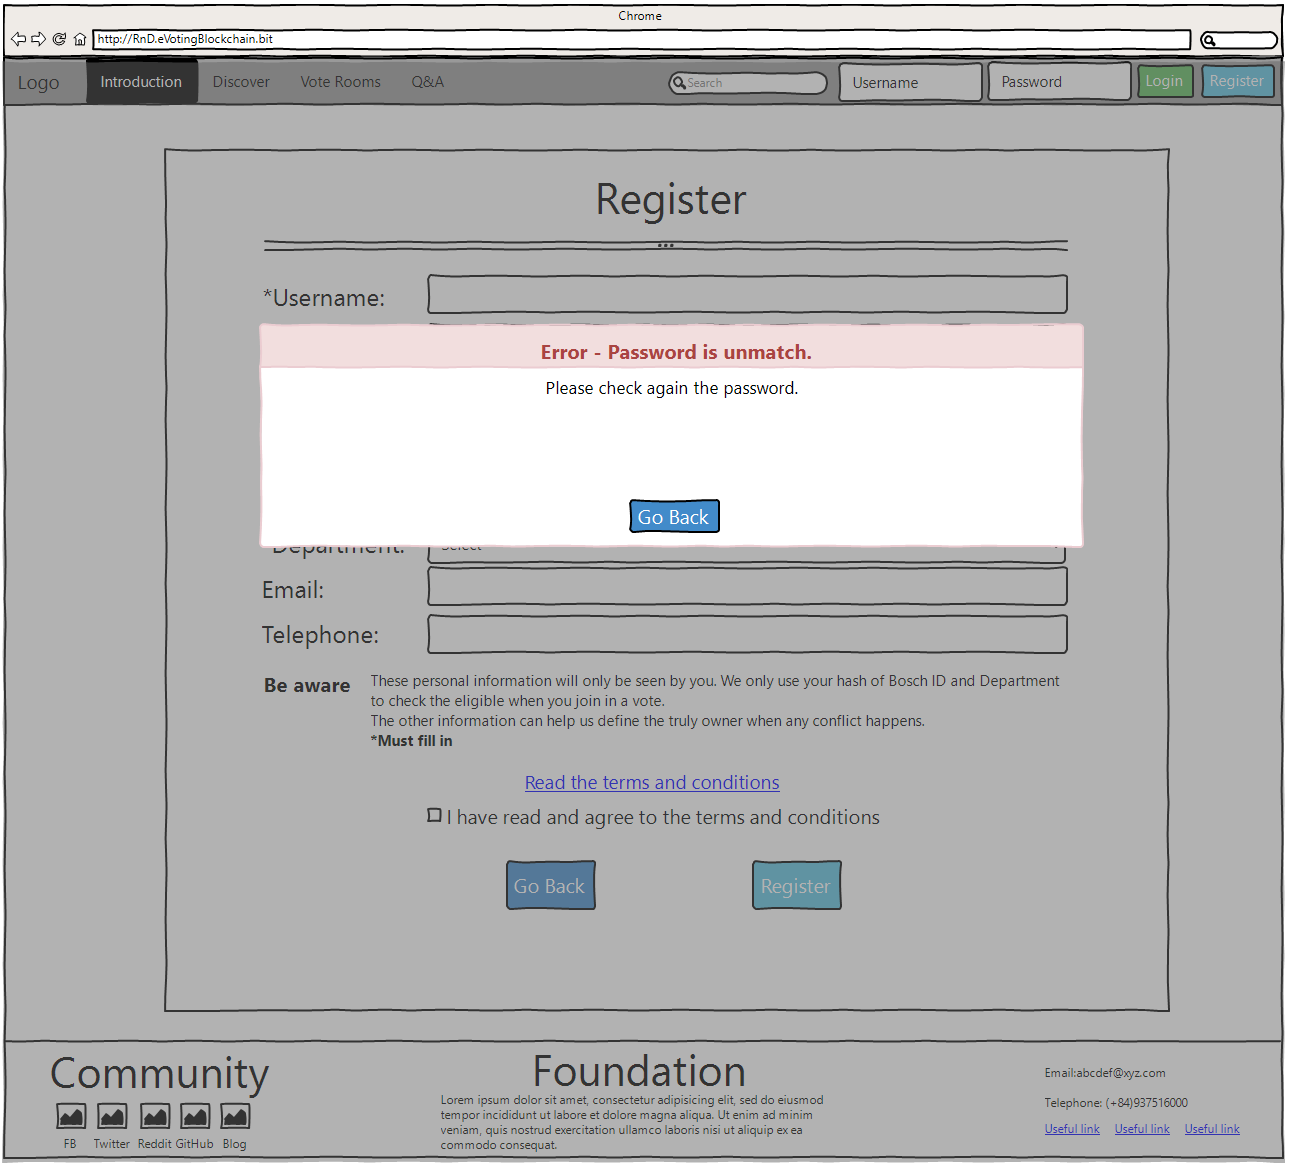 Chrome
http://RnD.eVotingBlockchain.bit
Logo Introduction Discover Vote Rooms Q&A Search Username Password Login Register
Register
*Username:
Error - Password is unmatch.
Please check again the password.
Go Back
*Department: Select
Email:
Telephone:
Be aware These personal information will only be seen by you. We only use your hash of Bosch ID and Department
to check the eligible when you join in a vote.
The other information can help us define the truly owner when any conflict happens.
*Must fill in
Read the terms and conditions
I have read and agree to the terms and conditions
Go Back Register
Community
FB Twitter Reddit GitHub Blog
Foundation
Lorem ipsum dolor sit amet, consectetur adipisicing elit, sed do eiusmod
tempor incididunt ut labore et dolore magna aliqua. Ut enim ad minim
veniam, quis nostrud exercitation ullamco laboris nisi ut aliquip ex ea
commodo consequat.
Email:abcdef@xyz.com
Telephone: (+84)937516000
Useful link Useful link Useful link